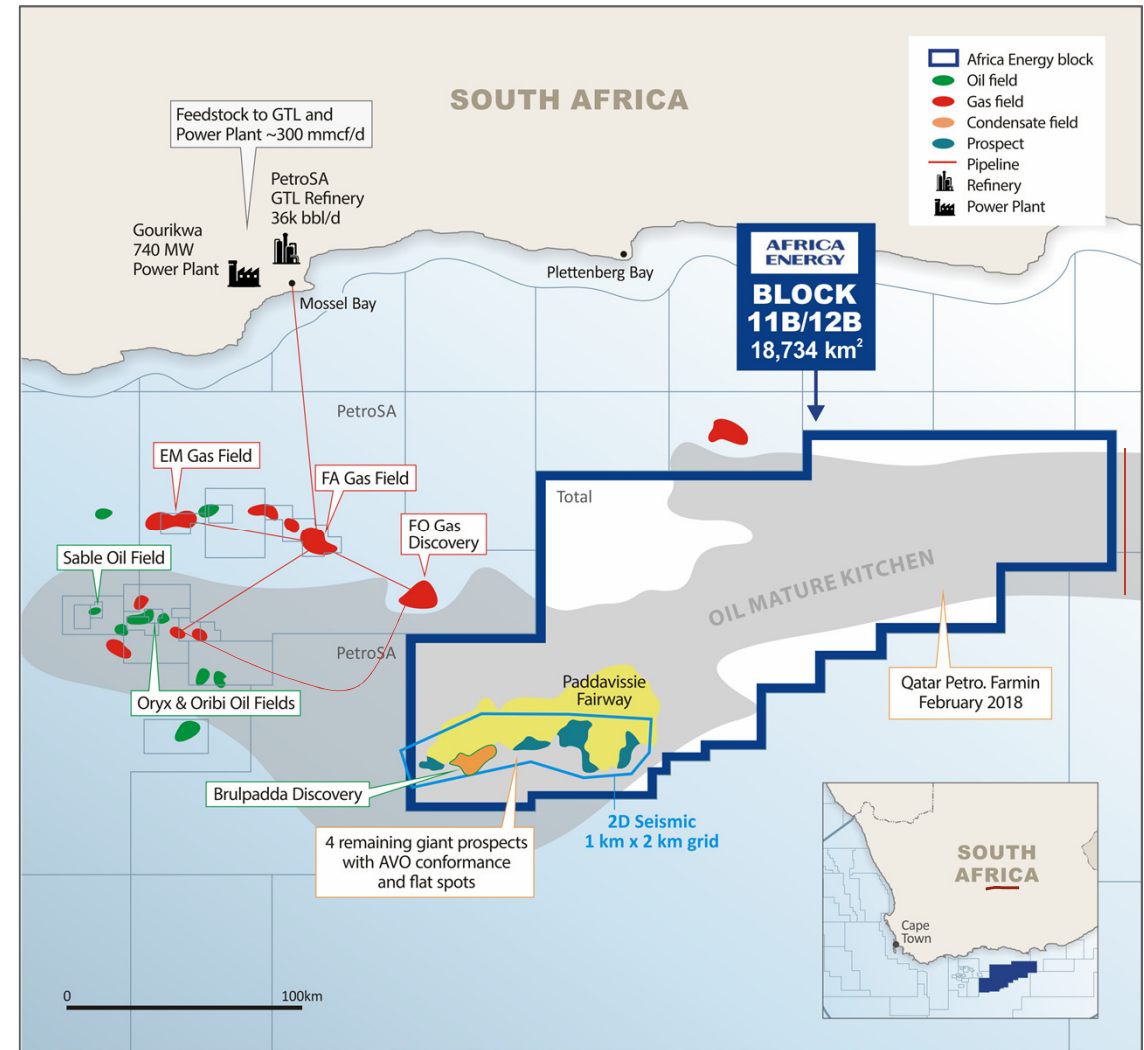 SOUTH AFRICA
Africa Energy block
Oil field
Gas field
Condensate field
Prospect
Pipeline
Refinery
Power Plant
Feedstock to GTL and
Power Plant ~300 mmcf/d
PetroSA
GTL Refinery
36k bbl/d
Gourikwa
740 MW
Power Plant
Mossel Bay
Plettenberg Bay
AFRICA
ENERGY
BLOCK
11B/12B
18,734 km²
PetroSA
EM Gas Field
FA Gas Field
FO Gas
Discovery
Total
Sable Oil Field
OIL MATURE KITCHEN
PetroSA
Oryx & Oribi Oil Fields
Paddavissie
Fairway
Qatar Petro. Farmin
February 2018
Brulpadda Discovery
2D Seismic
1 km x 2 km grid
4 remaining giant prospects
with AVO conformance
and flat spots
SOUTH
AFRICA
Cape
Town
0 100km